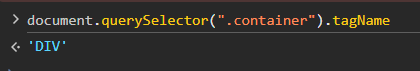 > document.querySelector(".container").tagName
<· 'DIV'